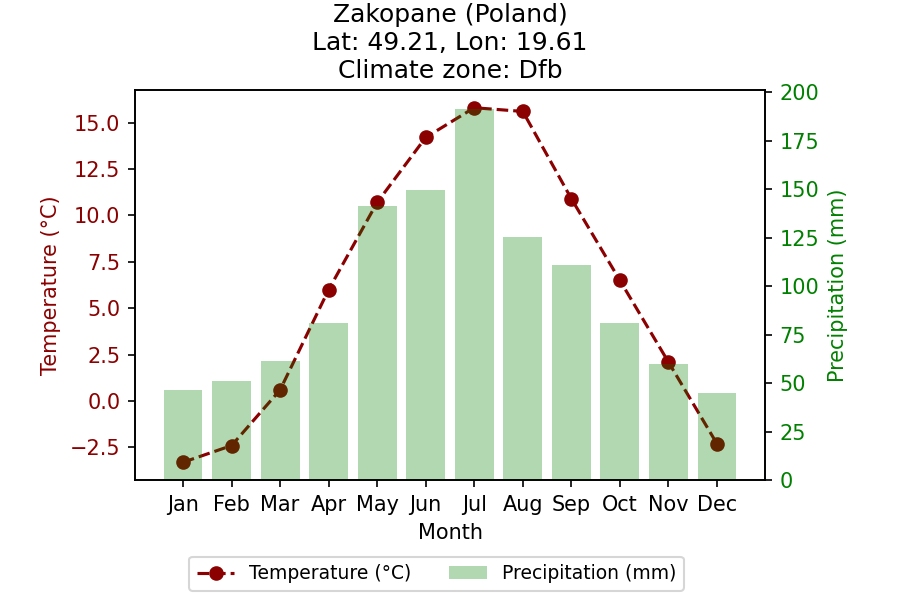 Zakopane (Poland)
Lat: 49.21, Lon: 19.61
Climate zone: Dfb
Temperature (°C)
15.0
12.5
10.0
7.5
5.0
2.5
0.0
−2.5
200
175
150
125
100
75
50
25
0
Precipitation (mm)
Jan Feb Mar Apr May Jun Jul Aug Sep Oct Nov Dec
Month
Temperature (°C) Precipitation (mm)